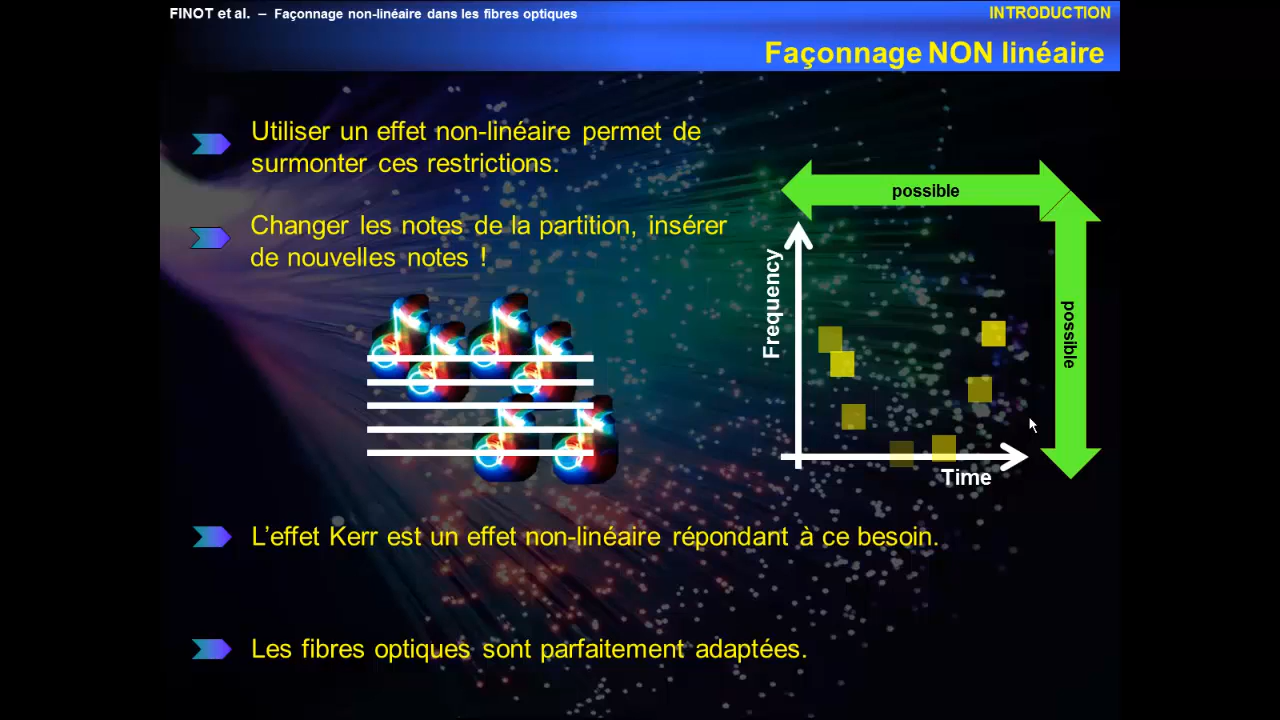 FINOT et al. – Façonnage non-linéaire dans les fibres optiques
INTRODUCTION
Façonnage NON linéaire
Utiliser un effet non-linéaire permet de
surmonter ces restrictions.
Changer les notes de la partition, insérer
de nouvelles notes !
possible
Frequency
possible
Time
L'effet Kerr est un effet non-linéaire répondant à ce besoin.
Les fibres optiques sont parfaitement adaptées.